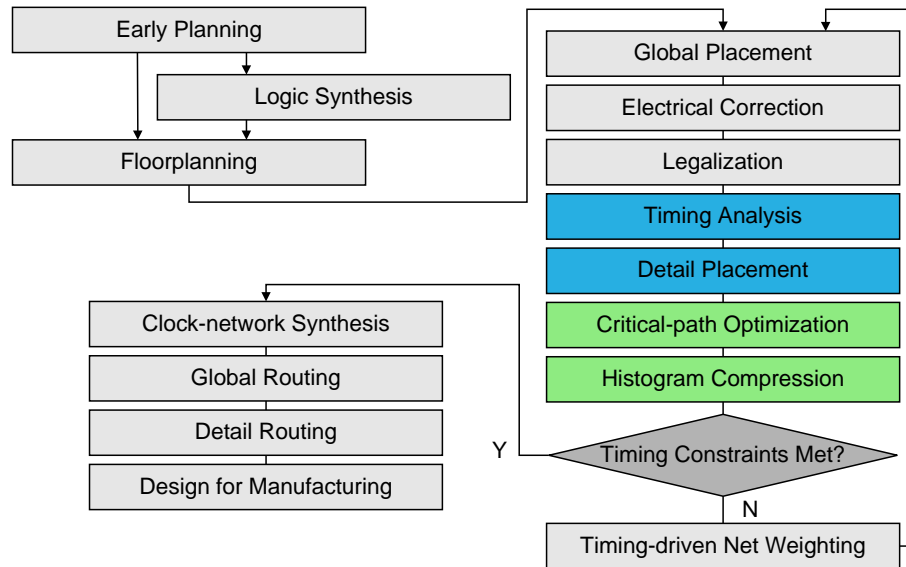 Early Planning
Logic Synthesis
Floorplanning
Global Placement
Electrical Correction
Legalization
Timing Analysis
Detail Placement
Critical-path Optimization
Histogram Compression
Timing Constraints Met?
Y
N
Timing-driven Net Weighting
Clock-network Synthesis
Global Routing
Detail Routing
Design for Manufacturing